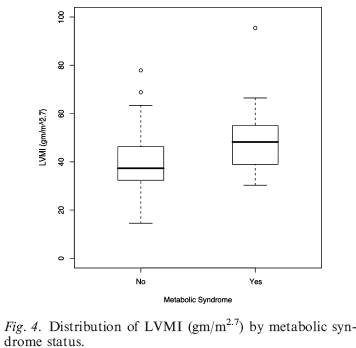 100
80
60
40
20
0
LVMI (gm/m^2.7)
No Yes
Metabolic Syndrome
Fig. 4. Distribution of LVMI (gm/m^2.7) by metabolic syn-
drome status.